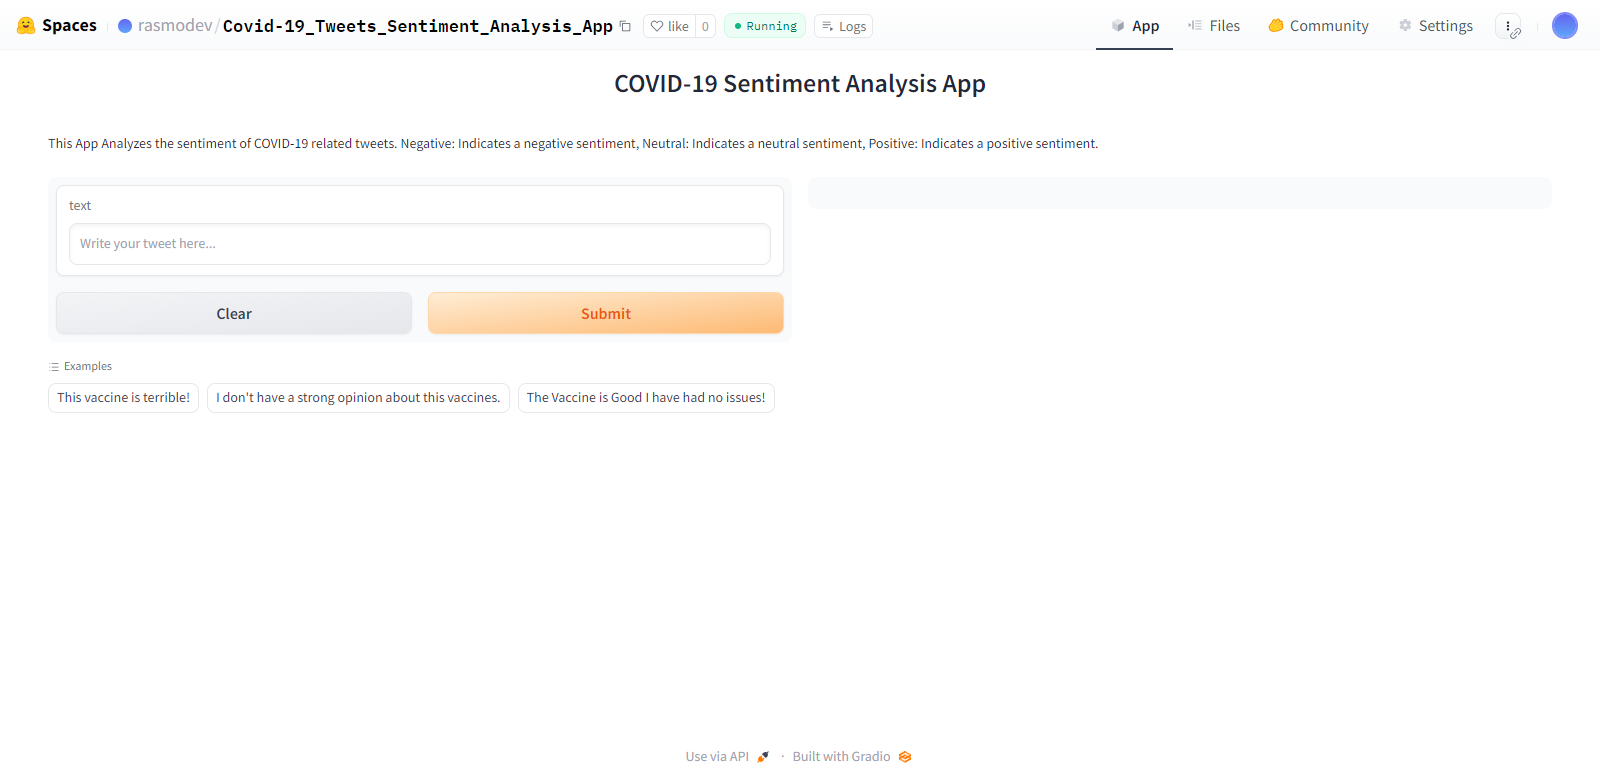 Spaces rasmodev/Covid-19_Tweets_Sentiment_Analysis_App like 0 Running Logs App Files Community Settings
COVID-19 Sentiment Analysis App
This App Analyzes the sentiment of COVID-19 related tweets. Negative: Indicates a negative sentiment, Neutral: Indicates a neutral sentiment, Positive: Indicates a positive sentiment.
text
Write your tweet here...
Clear Submit
Examples
This vaccine is terrible! I don't have a strong opinion about this vaccines. The Vaccine is Good I have had no issues!
Use via API · Built with Gradio